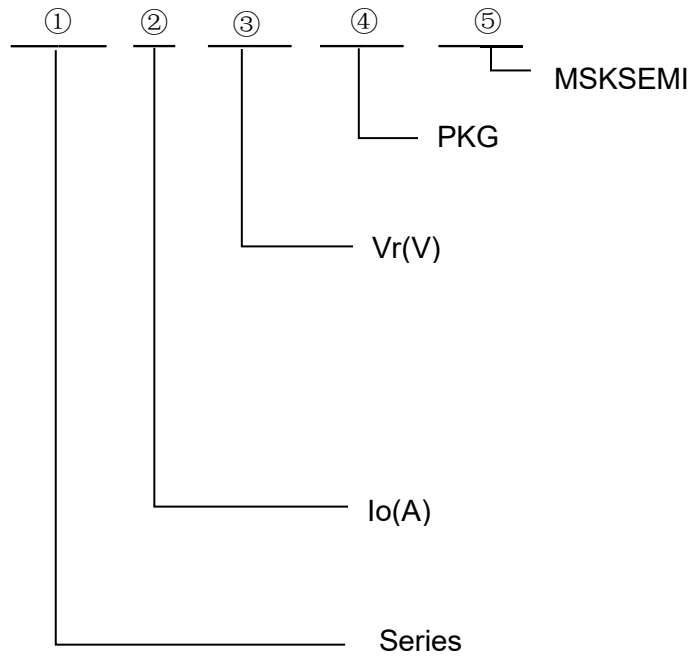 ① ② ③ ④ ⑤
MSKSEMI
PKG
Vr(V)
Io(A)
Series